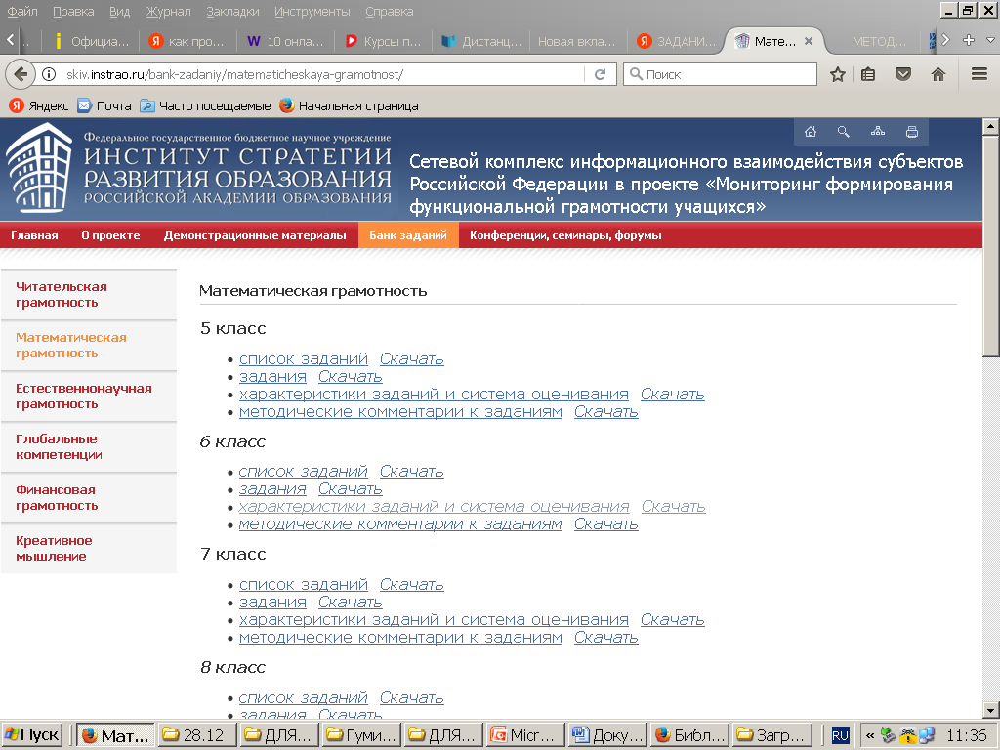 Файл Правка Вид Журнал Закладки Инструменты Справка
Официа... как про... W 10 онла... Курсы п... Дистанц... Новая вкла... ЗАДАНИ... Мате... МЕТОД...
skiv.instrao.ru/bank-zadaniy/matematicheskaya-gramotnost/ Поиск
Яндекс Почта Часто посещаемые Начальная страница
Федеральное государственное бюджетное научное учреждение
ИНСТИТУТ СТРАТЕГИИ
РАЗВИТИЯ ОБРАЗОВАНИЯ
РОССИЙСКОЙ АКАДЕМИИ ОБРАЗОВАНИЯ
Сетевой комплекс информационного взаимодействия субъектов
Российской Федерации в проекте «Мониторинг формирования
функциональной грамотности учащихся»
Главная О проекте Демонстрационные материалы Банк заданий Конференции, семинары, форумы
Читательская
грамотность
Математическая
грамотность
Естественнонаучная
грамотность
Глобальные
компетенции
Финансовая
грамотность
Креативное
мышление
Математическая грамотность
5 класс
список заданий Скачать
задания Скачать
характеристики заданий и система оценивания Скачать
методические комментарии к заданиям Скачать
6 класс
список заданий Скачать
задания Скачать
характеристики заданий и система оценивания Скачать
методические комментарии к заданиям Скачать
7 класс
список заданий Скачать
задания Скачать
характеристики заданий и система оценивания Скачать
методические комментарии к заданиям Скачать
8 класс
список заданий Скачать
задания Скачать
Пуск Мат... 28.12 ДЛЯ... Гуми... ДЛЯ... Micr... Доку... Библ... Загр... RU « 11:36